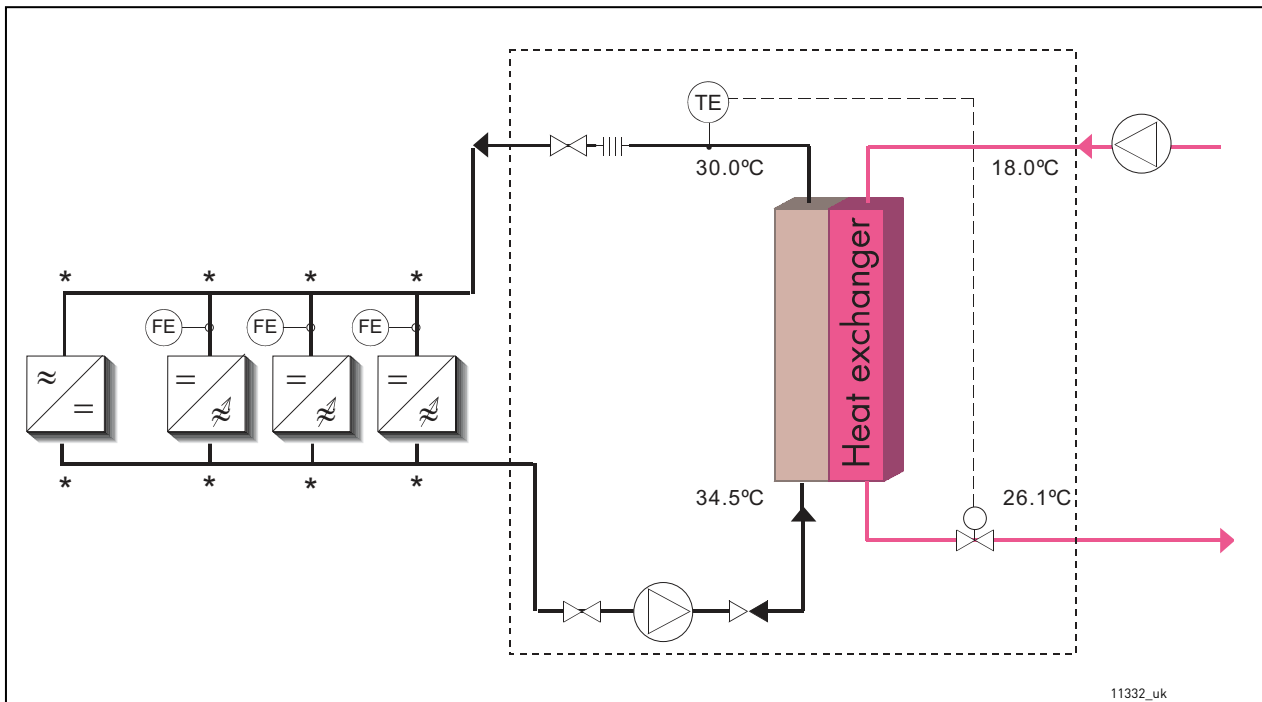 TE
30.0ºC
18.0ºC
* * * *
FE FE FE
≈ = = =
= ≈ ≈ ≈
Heat exchanger
* * * *
34.5ºC
26.1ºC
11332_uk